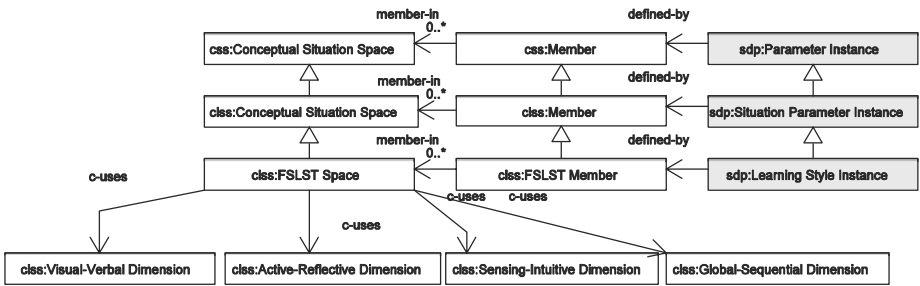 member-in
defined-by
0..*
css:Conceptual Situation Space
css:Member
sdp:Parameter Instance
member-in
defined-by
0..*
clss:Conceptual Situation Space
clss:Member
sdp:Situation Parameter Instance
member-in
defined-by
0..*
clss:FSLST Space
clss:FSLST Member
sdp:Learning Style Instance
c-uses
c-uses
c-uses
c-uses
clss:Visual-Verbal Dimension
clss:Active-Reflective Dimension
clss:Sensing-Intuitive Dimension
clss:Global-Sequential Dimension